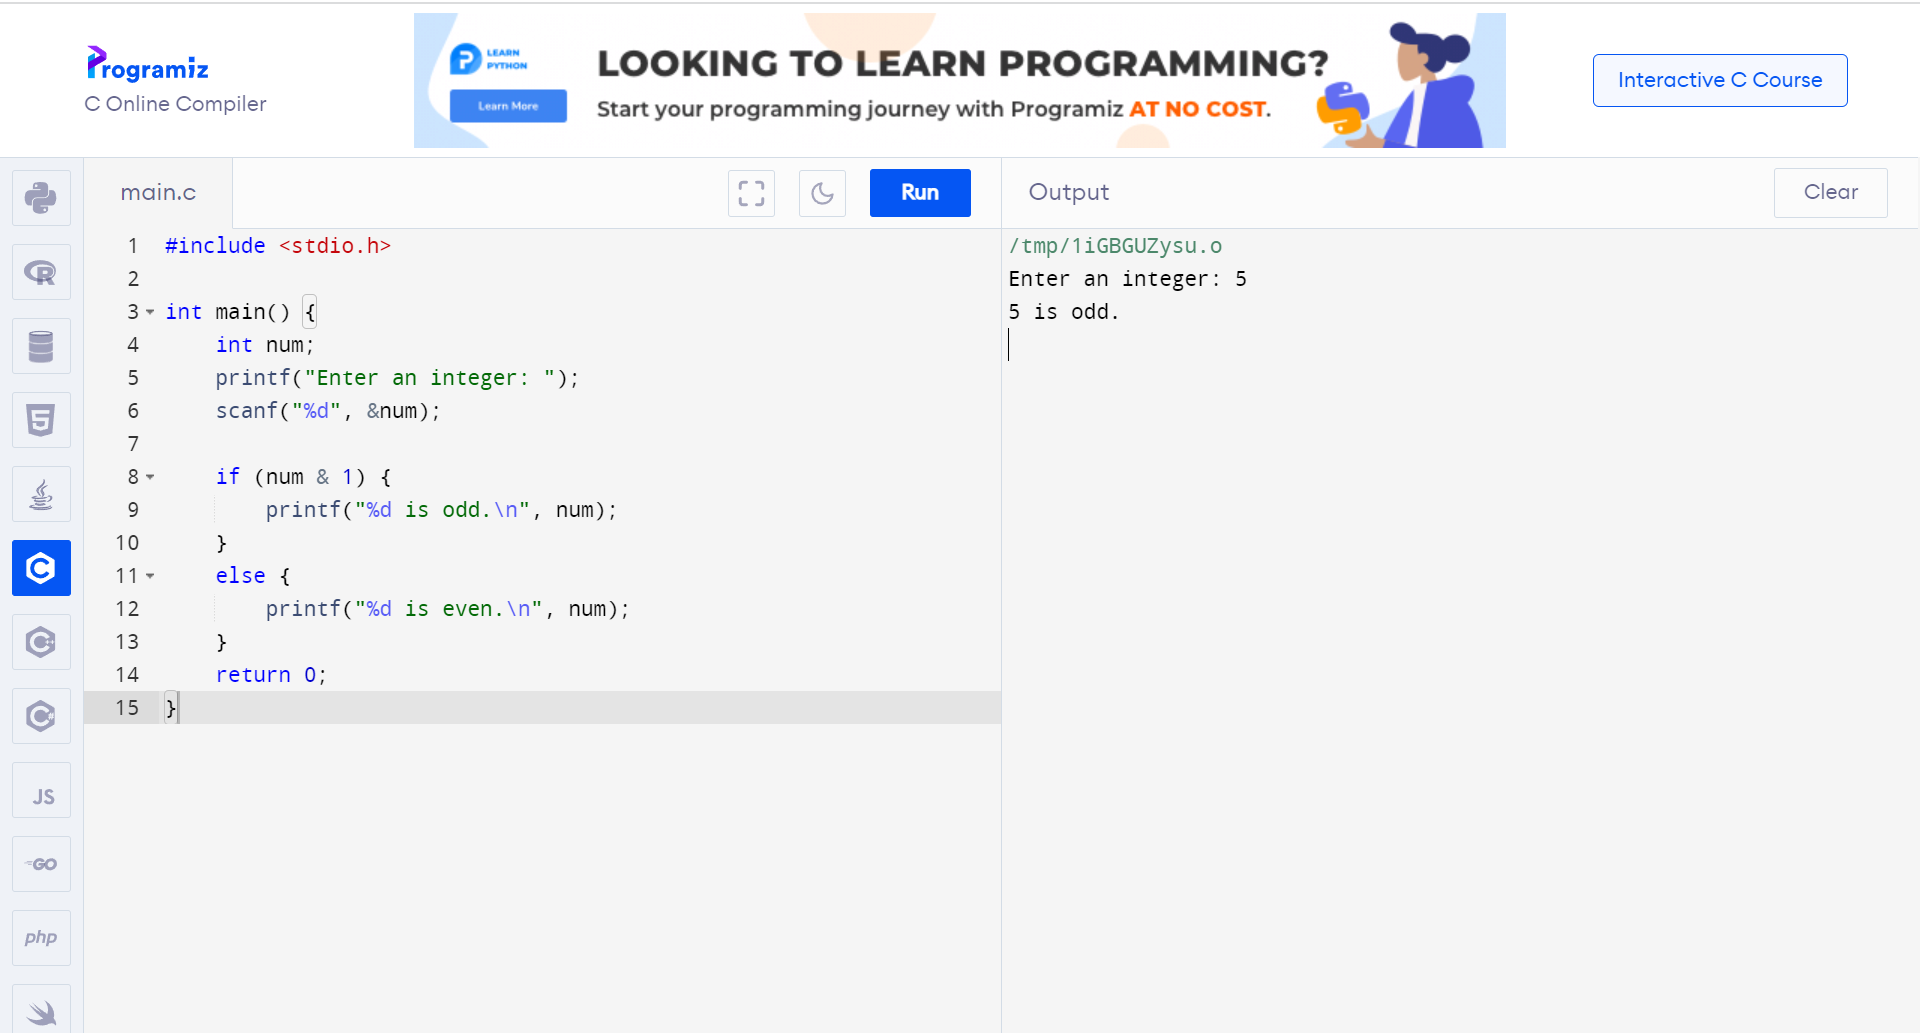 Programiz
C Online Compiler
LEARN
PYTHON
Learn More
LOOKING TO LEARN PROGRAMMING?
Start your programming journey with Programiz AT NO COST.
Interactive C Course
main.c
Run
Output
Clear
1 #include <stdio.h>
2
3 int main() {
4     int num;
5     printf("Enter an integer: ");
6     scanf("%d", &num);
7
8     if (num & 1) {
9         printf("%d is odd.\n", num);
10     }
11     else {
12         printf("%d is even.\n", num);
13     }
14     return 0;
15 }
/tmp/1iGBGUZysu.o
Enter an integer: 5
5 is odd.
R
5
C
C++
C#
JS
GO
php